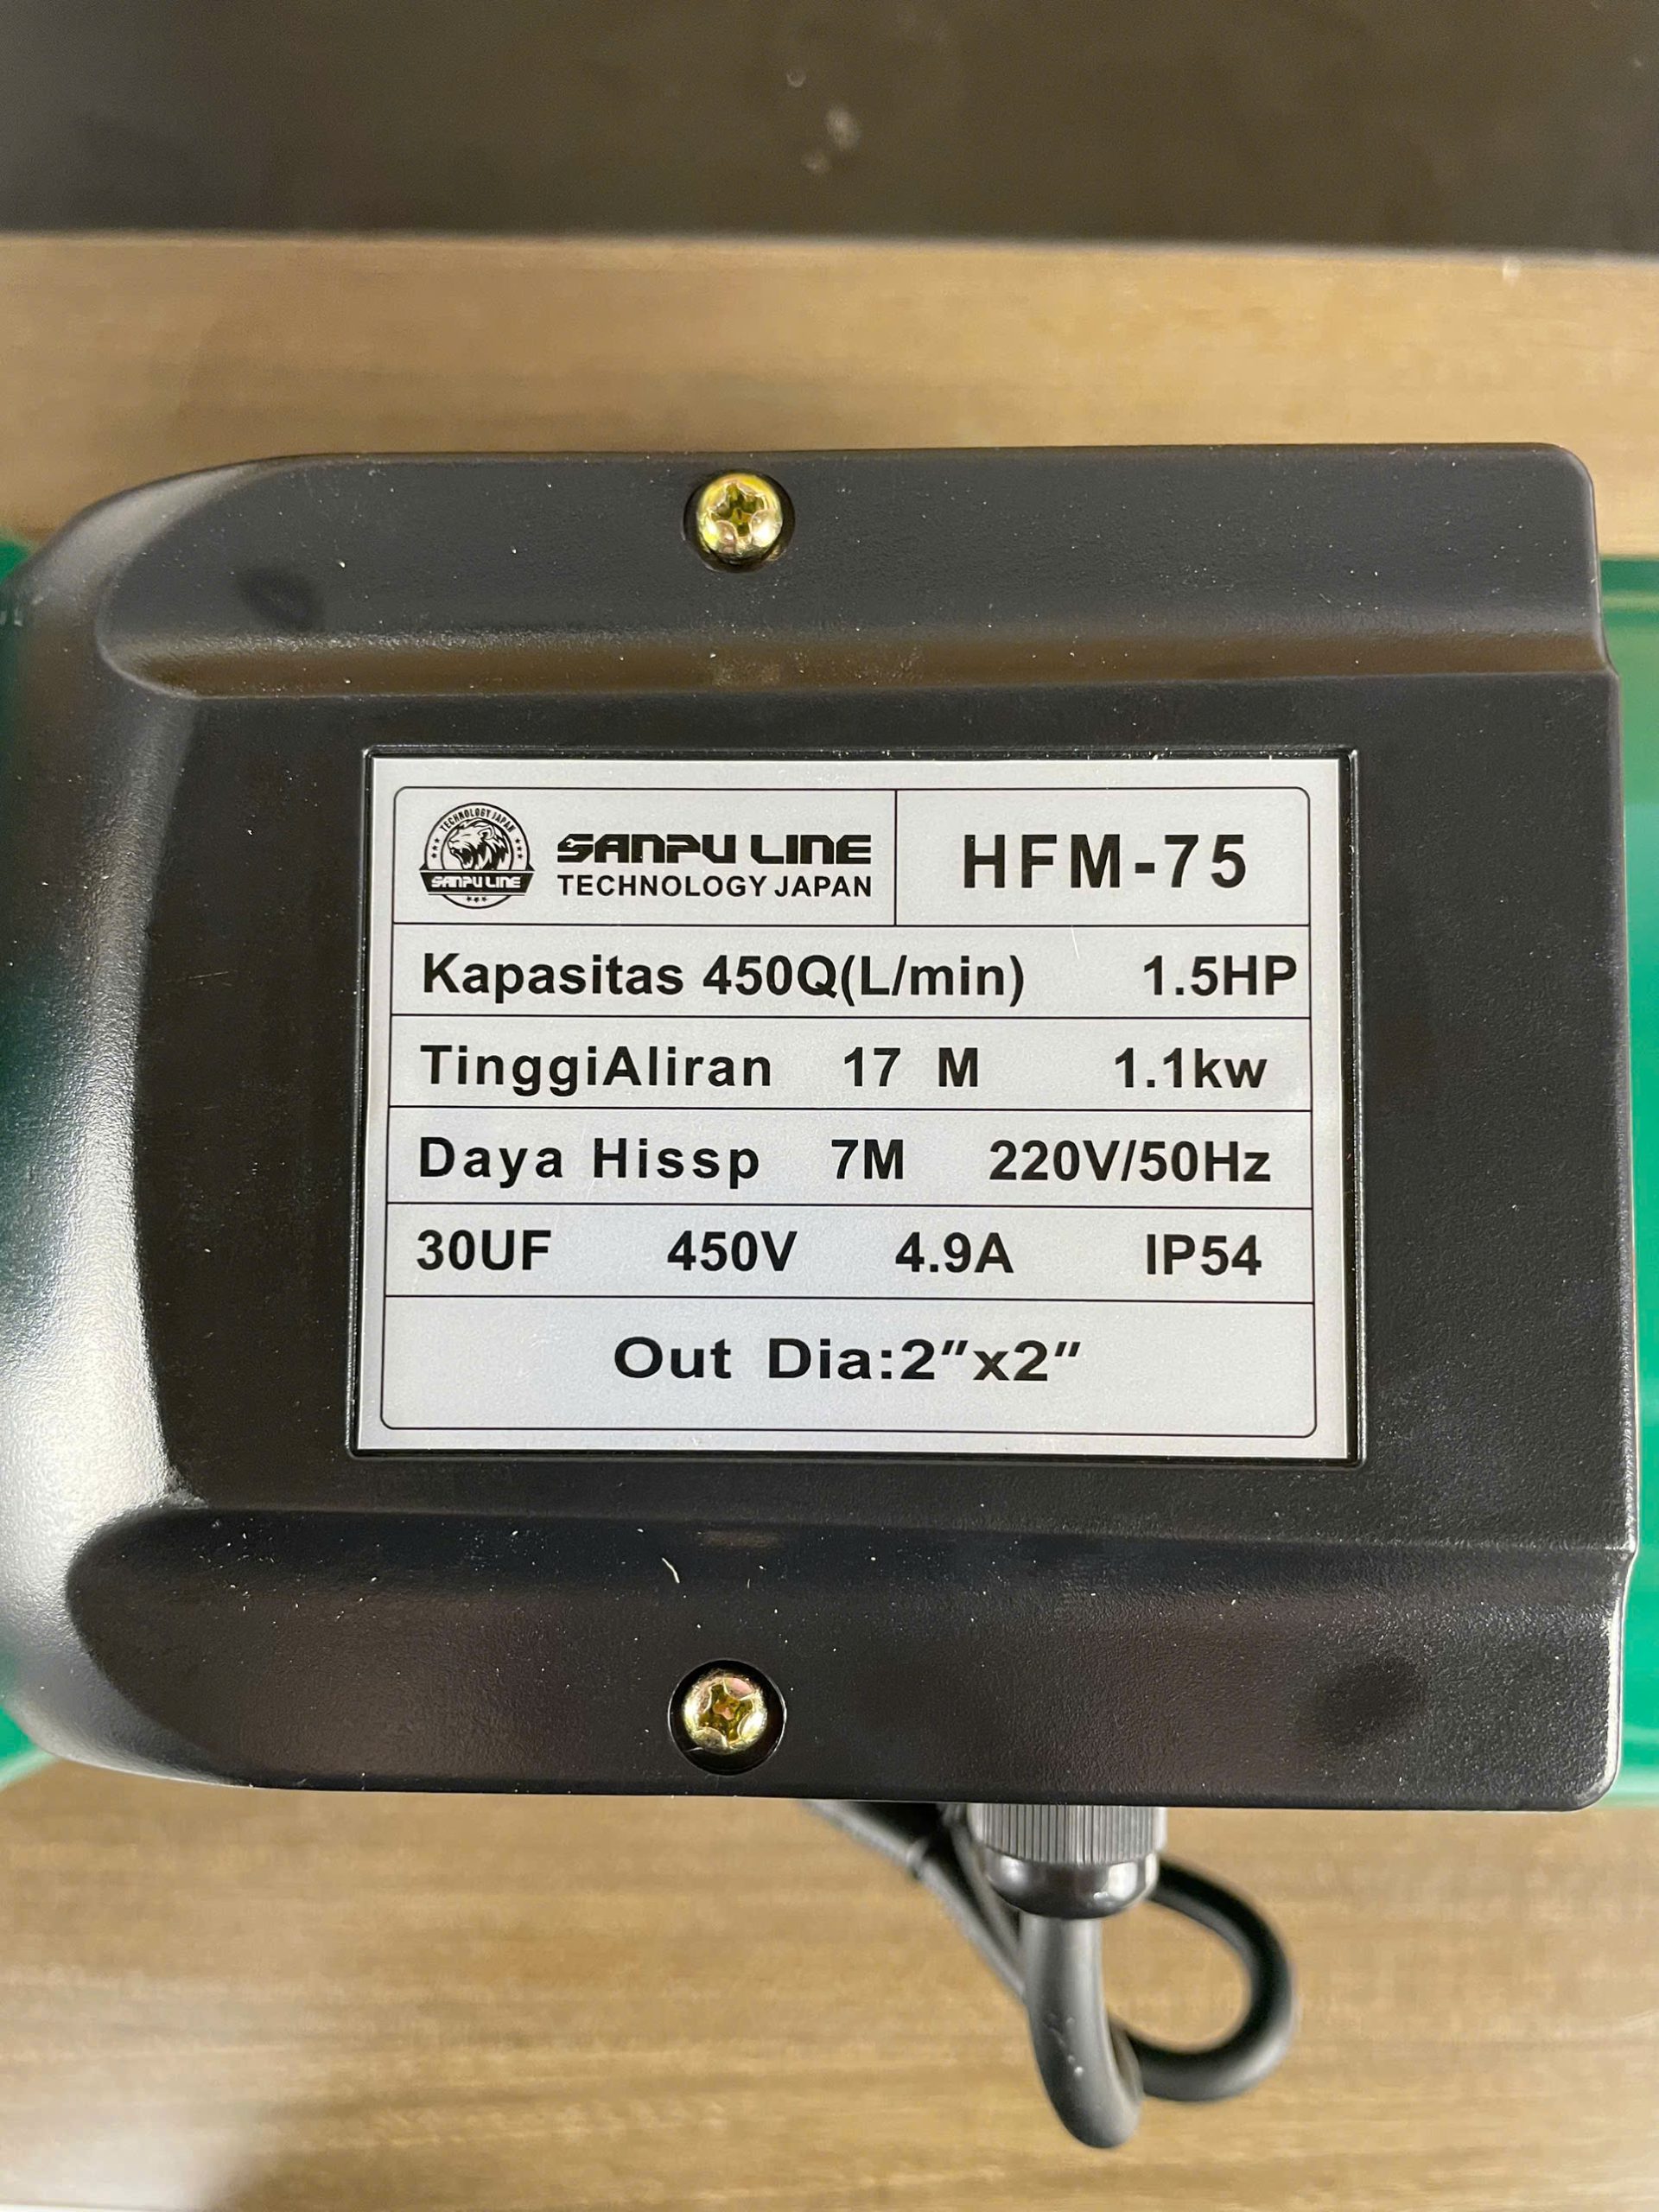 TECHNOLOGY JAPAN
SANPU LINE
SANPU LINE
TECHNOLOGY JAPAN
HFM-75
Kapasitas 450Q(L/min) 1.5HP
TinggiAliran 17 M 1.1kw
Daya Hissp 7M 220V/50Hz
30UF 450V 4.9A IP54
Out Dia:2"x2"